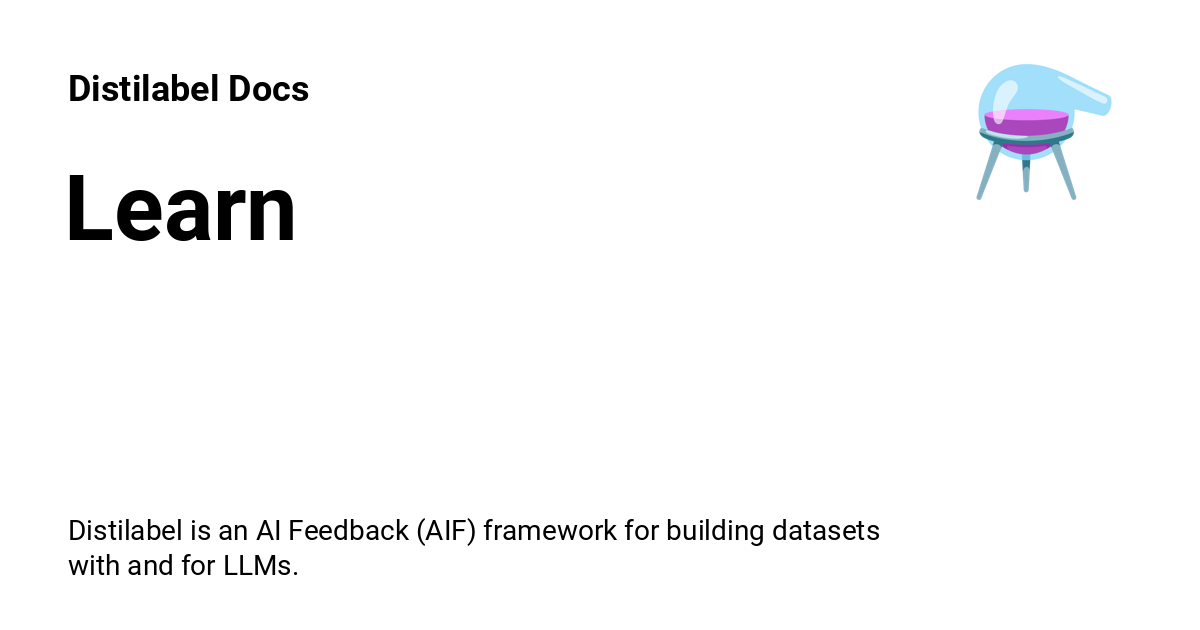 Distilabel Docs
Learn
Distilabel is an AI Feedback (AIF) framework for building datasets
with and for LLMs.